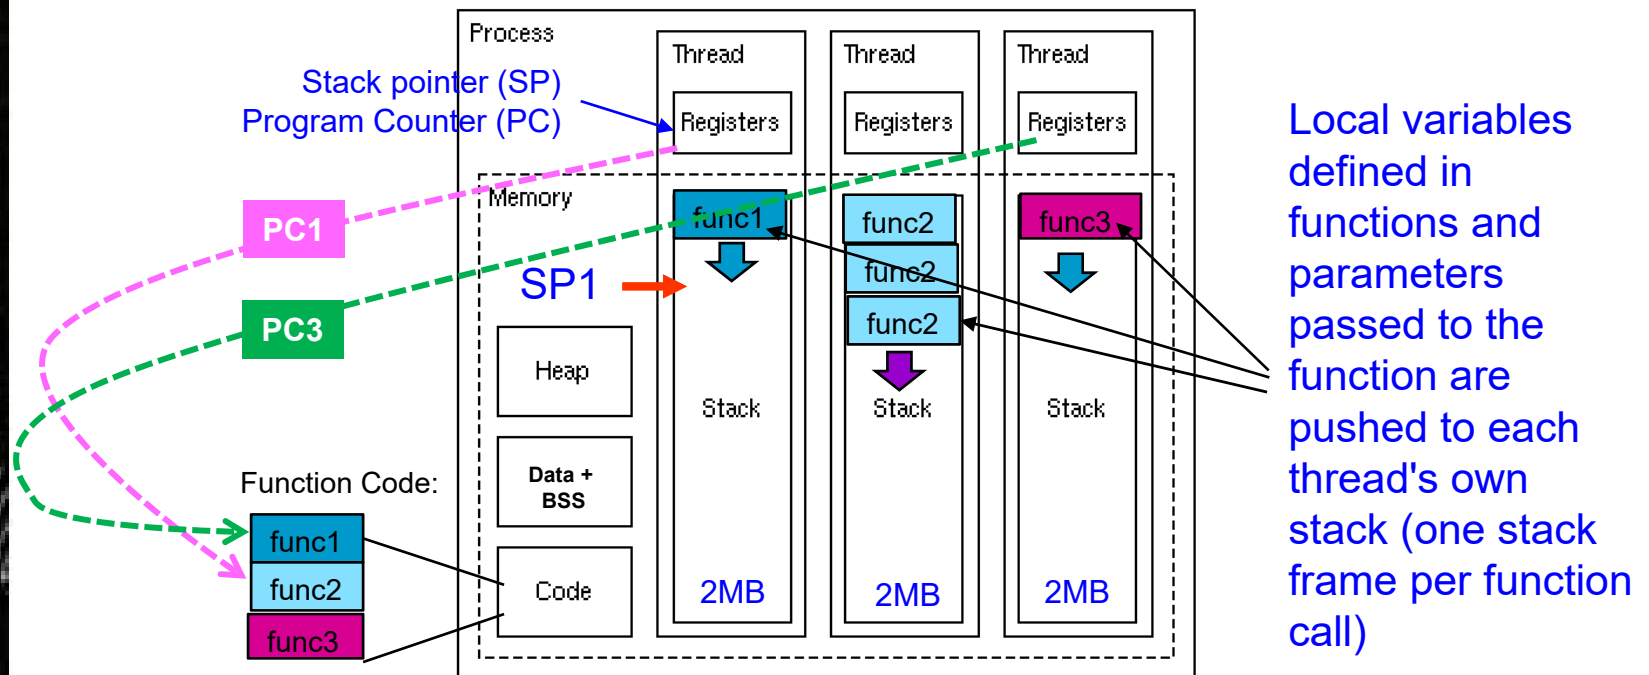 Process
Thread
Thread
Thread
Stack pointer (SP)
Program Counter (PC)
Registers
Registers
Registers
Memory
PC1
PC3
SP1
func1
func2
func2
func2
func3
Heap
Data +
BSS
Code
Stack
Stack
Stack
2MB
2MB
2MB
Function Code:
func1
func2
func3
Local variables
defined in
functions and
parameters
passed to the
function are
pushed to each
thread's own
stack (one stack
frame per function
call)